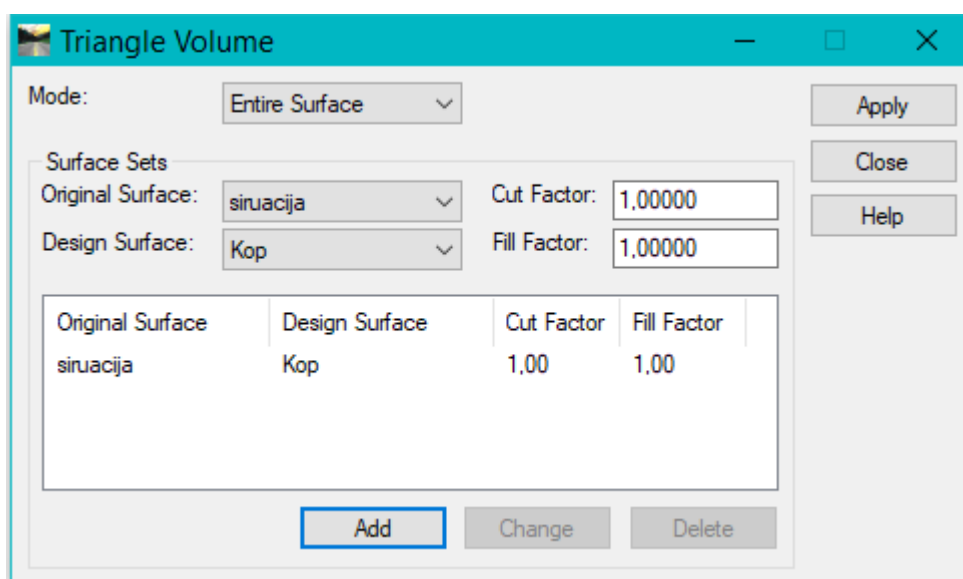 Triangle Volume
Mode: Entire Surface Apply
Surface Sets Close
Original Surface: siruacija Cut Factor: 1,00000 Help
Design Surface: Kop Fill Factor: 1,00000
Original Surface Design Surface Cut Factor Fill Factor
siruacija Kop 1,00 1,00
Add Change Delete